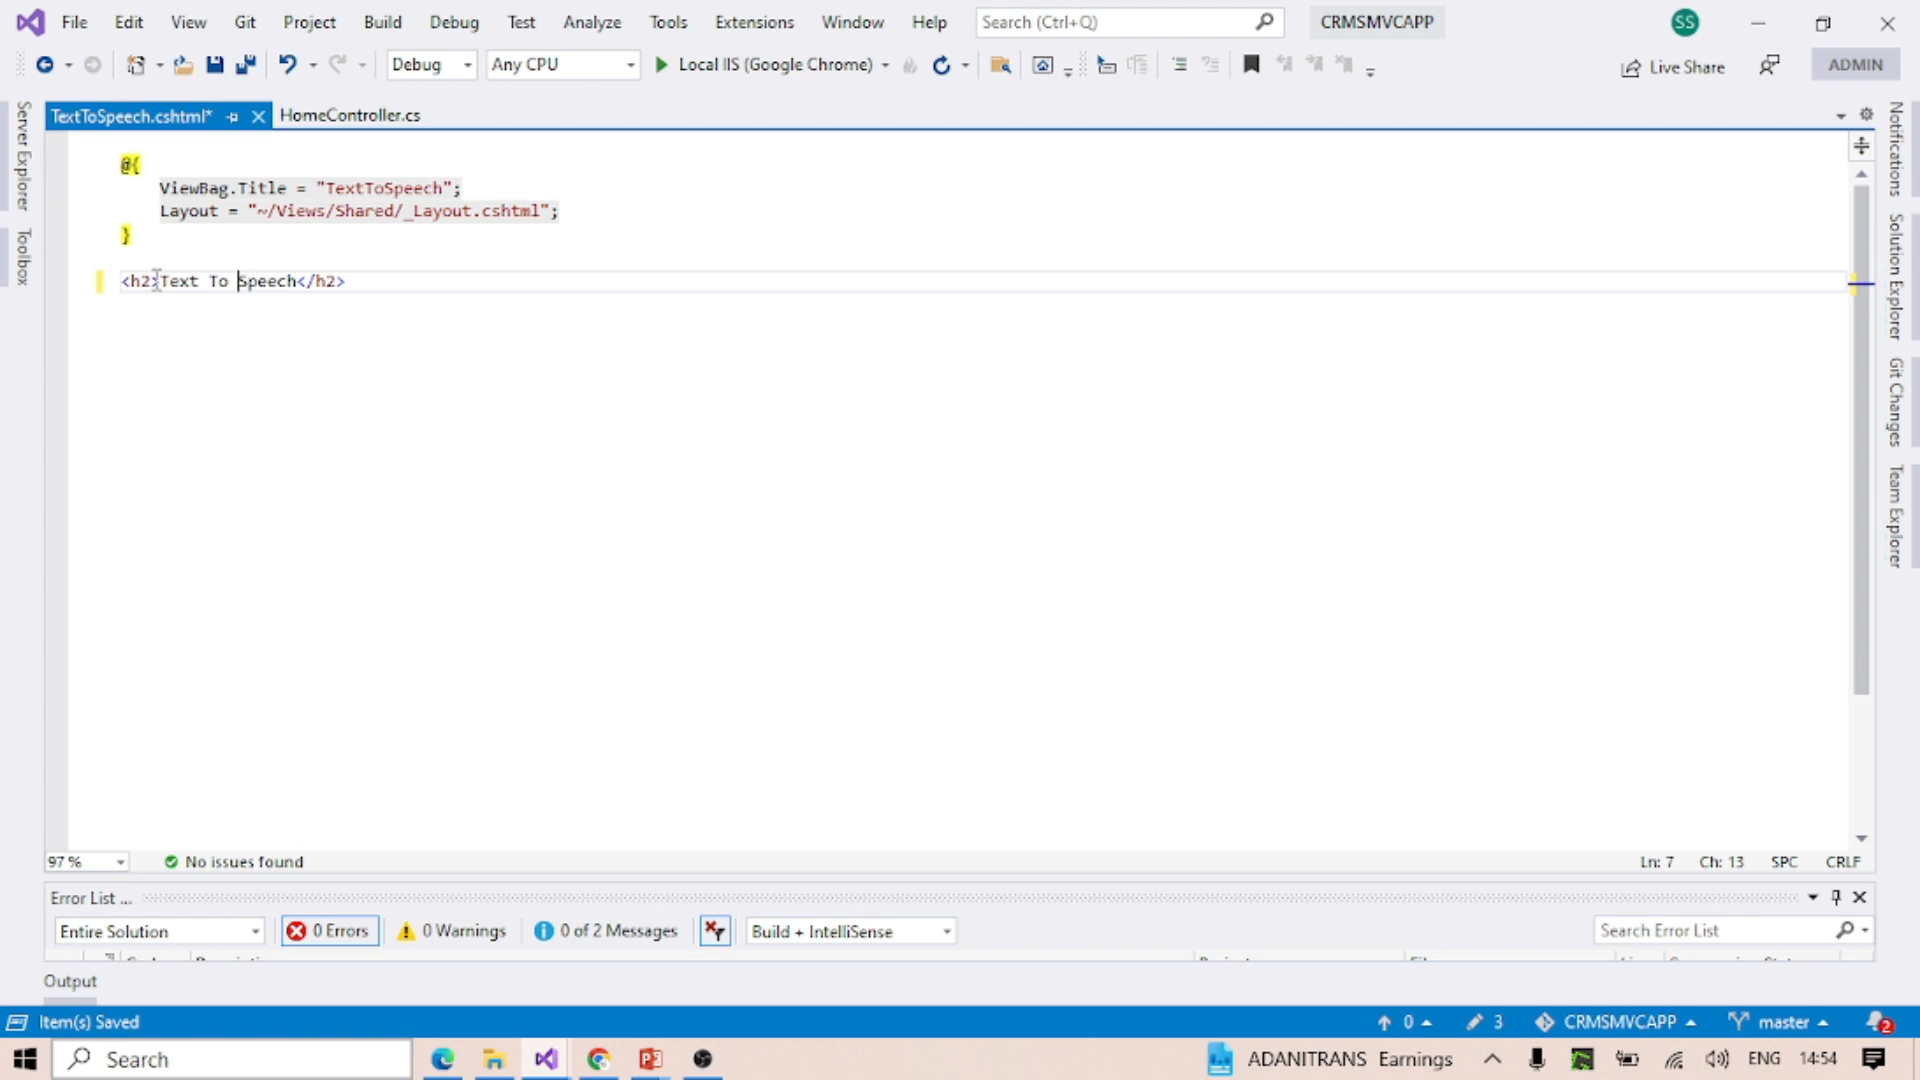 File Edit View Git Project Build Debug Test Analyze Tools Extensions Window Help Search (Ctrl+Q) CRMSMVCAPP SS
Debug Any CPU Local IIS (Google Chrome) Live Share ADMIN
TextToSpeech.cshtml* HomeController.cs
Server Explorer
Toolbox
@{
ViewBag.Title = "TextToSpeech";
Layout = "~/Views/Shared/_Layout.cshtml";
}
<h2>Text To Speech</h2>
Notifications
Solution Explorer
Git Changes
Team Explorer
97 % No issues found Ln: 7 Ch: 13 SPC CRLF
Error List ...
Entire Solution 0 Errors 0 Warnings 0 of 2 Messages Build + IntelliSense Search Error List
Output
Item(s) Saved 0 3 CRMSMVCAPP master 2
Search ADANITRANS Earnings ENG 14:54